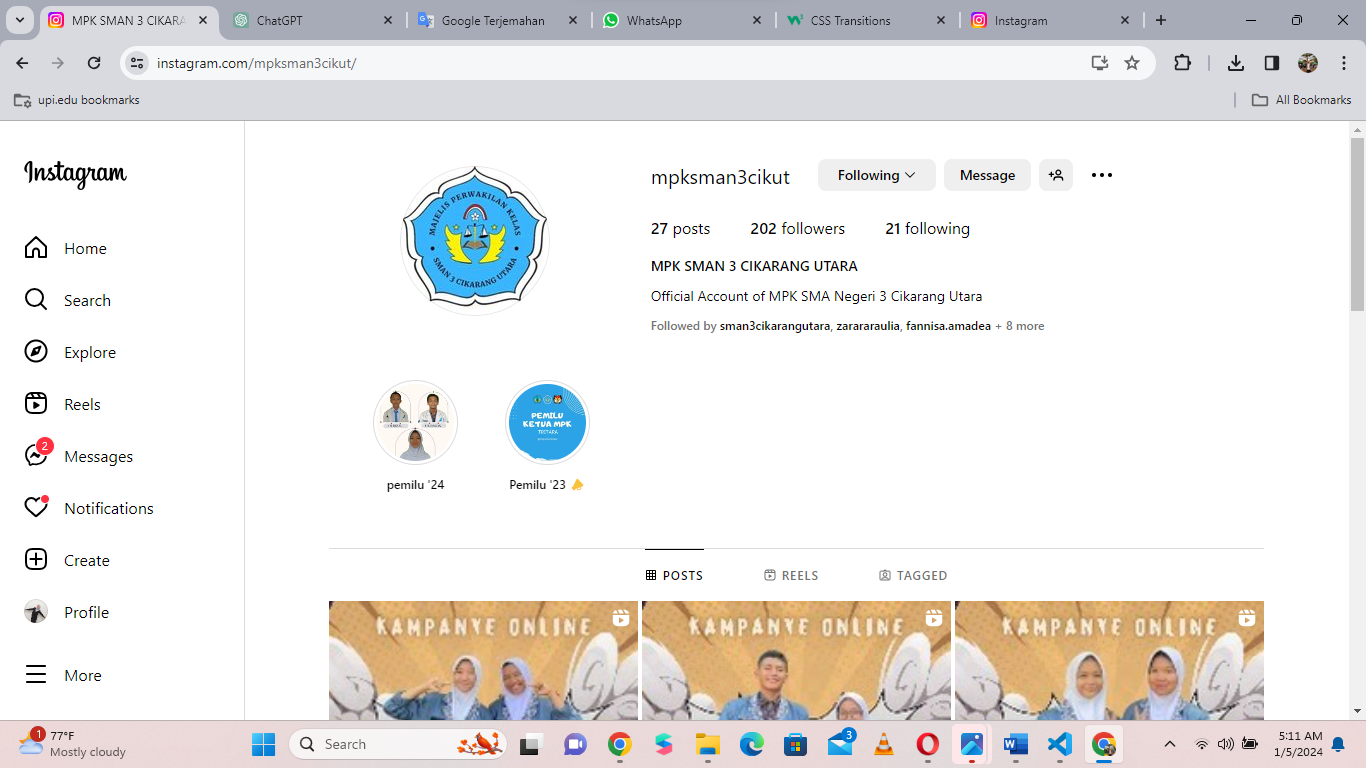 MPK SMAN 3 CIKARA
ChatGPT
Google Terjemahan
WhatsApp
CSS Transitions
Instagram
instagram.com/mpksman3cikut/
upi.edu bookmarks
All Bookmarks
Instagram
Home
Search
Explore
Reels
2
Messages
Notifications
Create
Profile
More
MAJELIS PERWAKILAN KELAS
SMAN 3 CIKARANG UTARA
mpksman3cikut
Following
Message
27 posts 202 followers 21 following
MPK SMAN 3 CIKARANG UTARA
Official Account of MPK SMA Negeri 3 Cikarang Utara
Followed by sman3cikarangutara, zarararaulia, fannisa.amadea + 8 more
PEMILU
KETUA MPK
pemilu '24
Pemilu '23
POSTS
REELS
TAGGED
KAMPANYE ONLINE
KAMPANYE ONLINE
KAMPANYE ONLINE
1
77°F
Mostly cloudy
Search
3
5:11 AM
1/5/2024